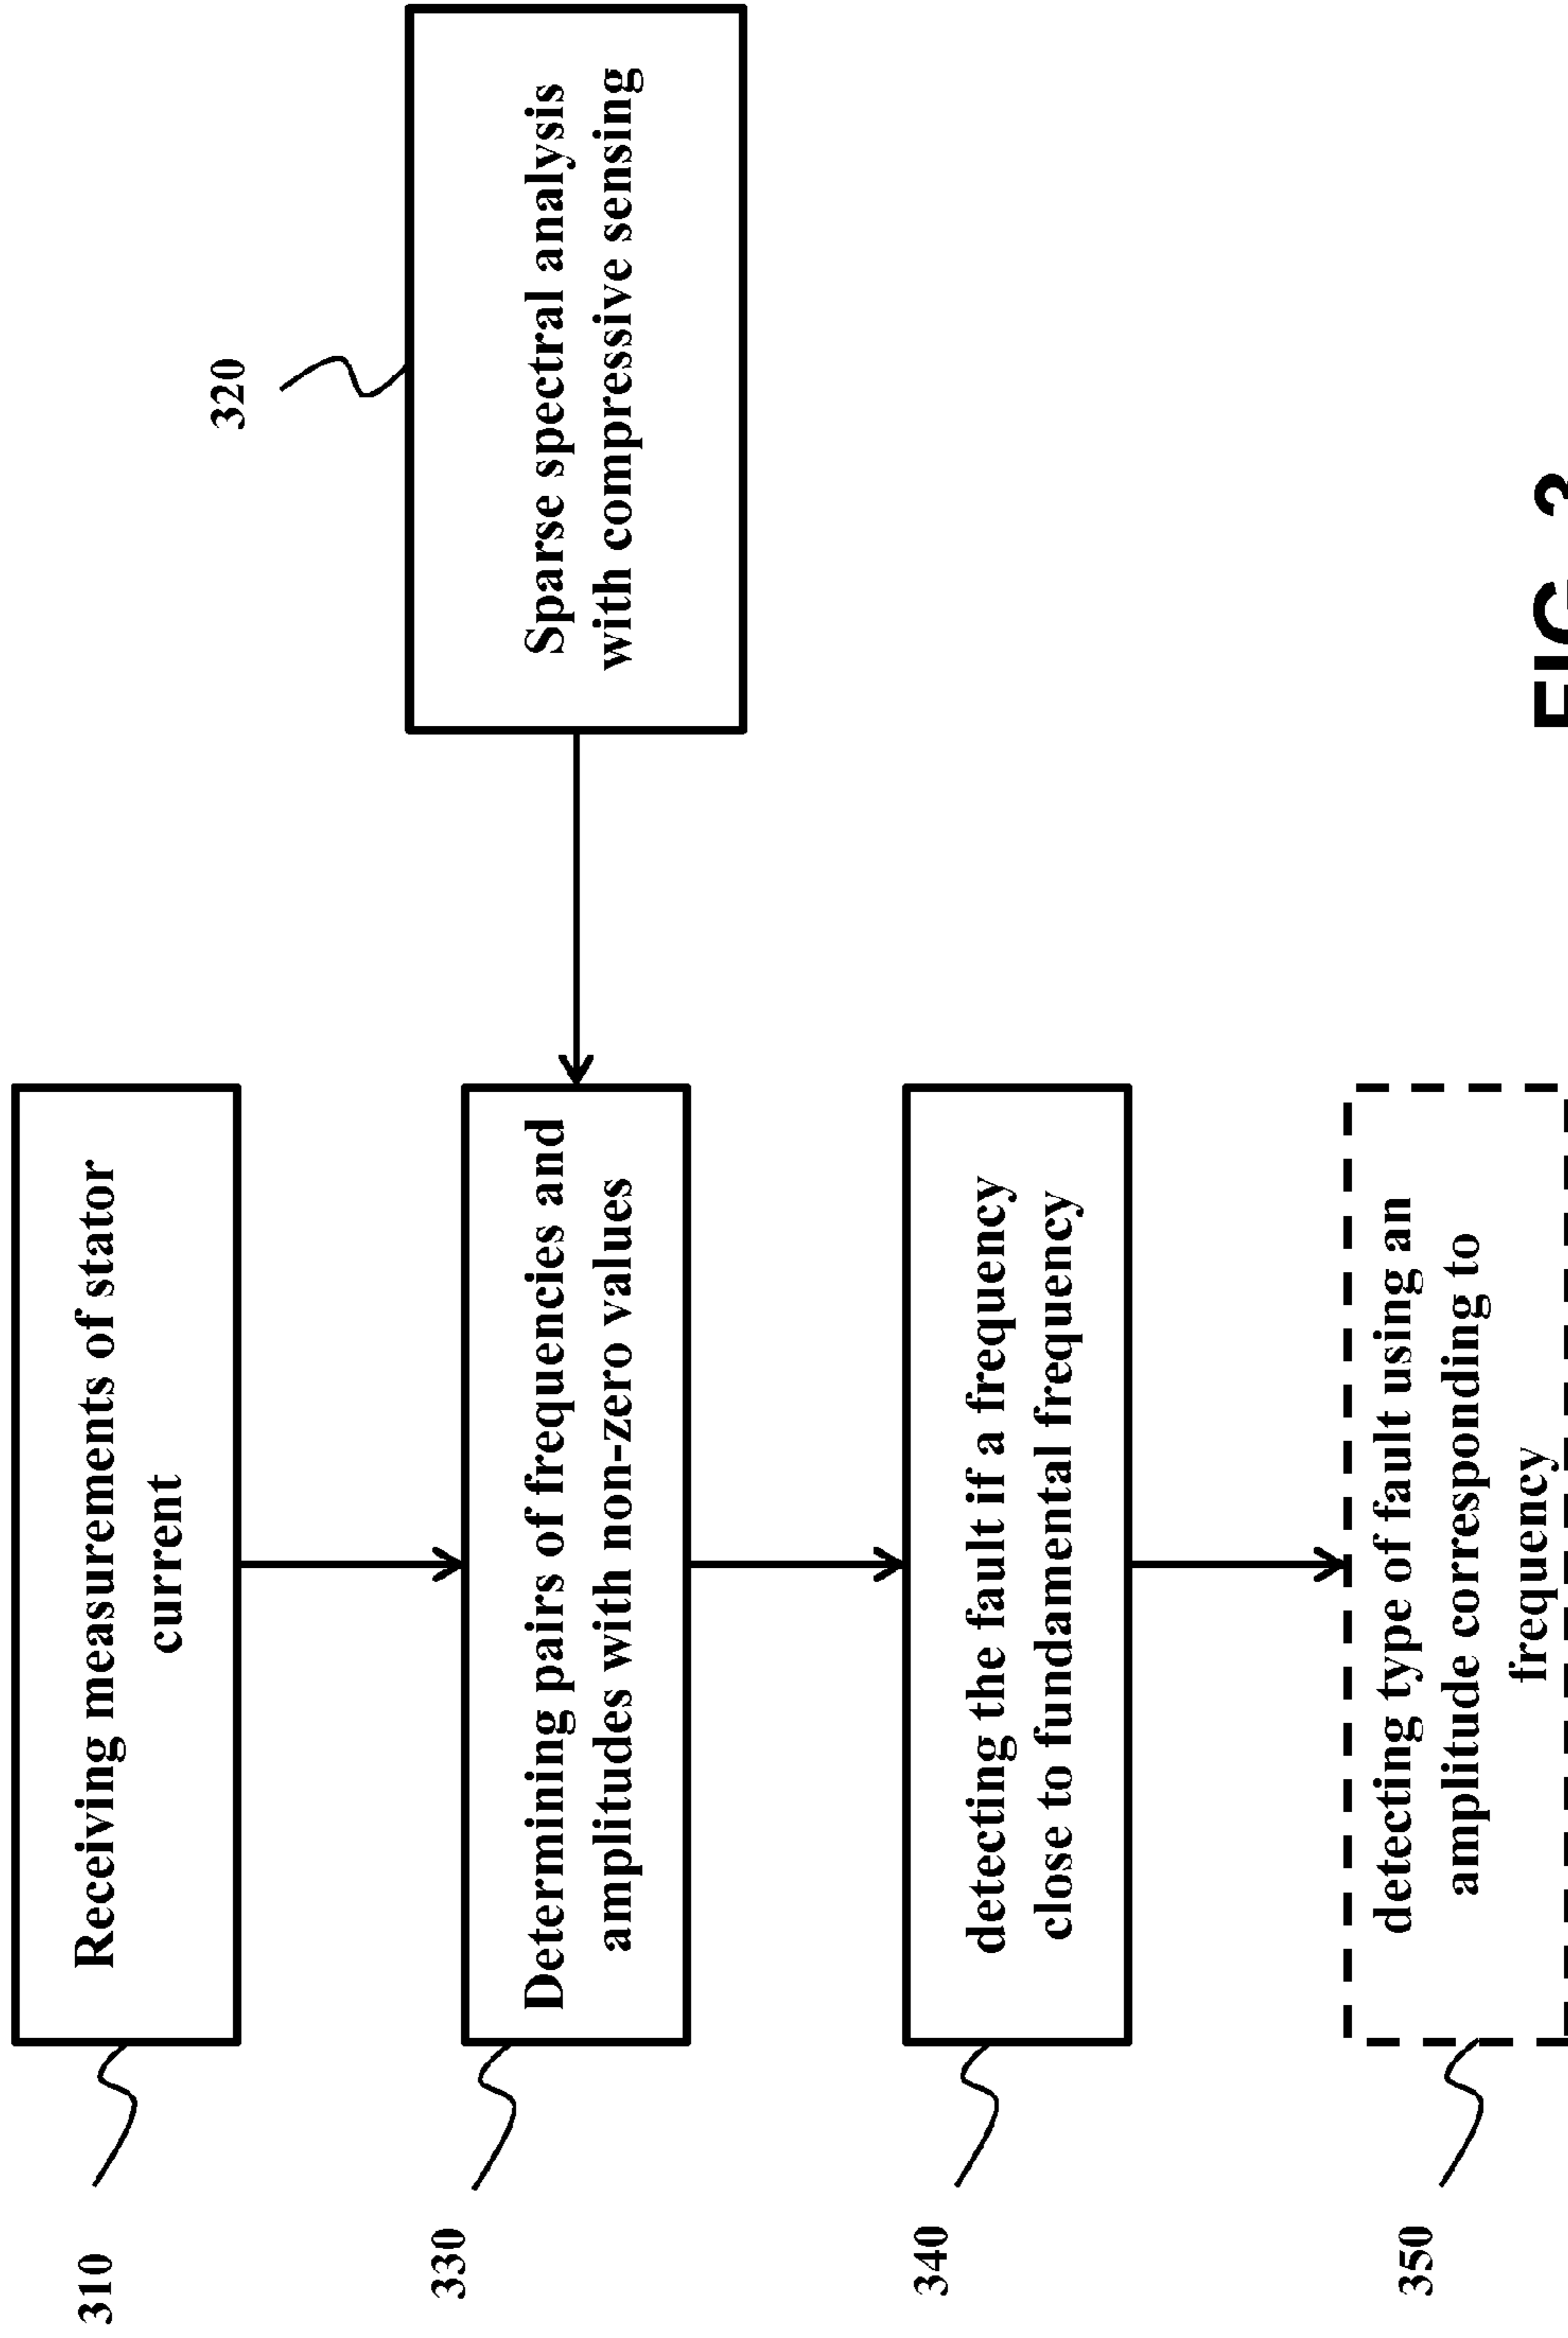 310
Receiving measurements of stator
current
320
Sparse spectral analysis
with compressive sensing
330
Determining pairs of frequencies and
amplitudes with non-zero values
340
detecting the fault if a frequency
close to fundamental frequency
350
detecting type of fault using an
amplitude corresponding to
frequency
FIG. 3